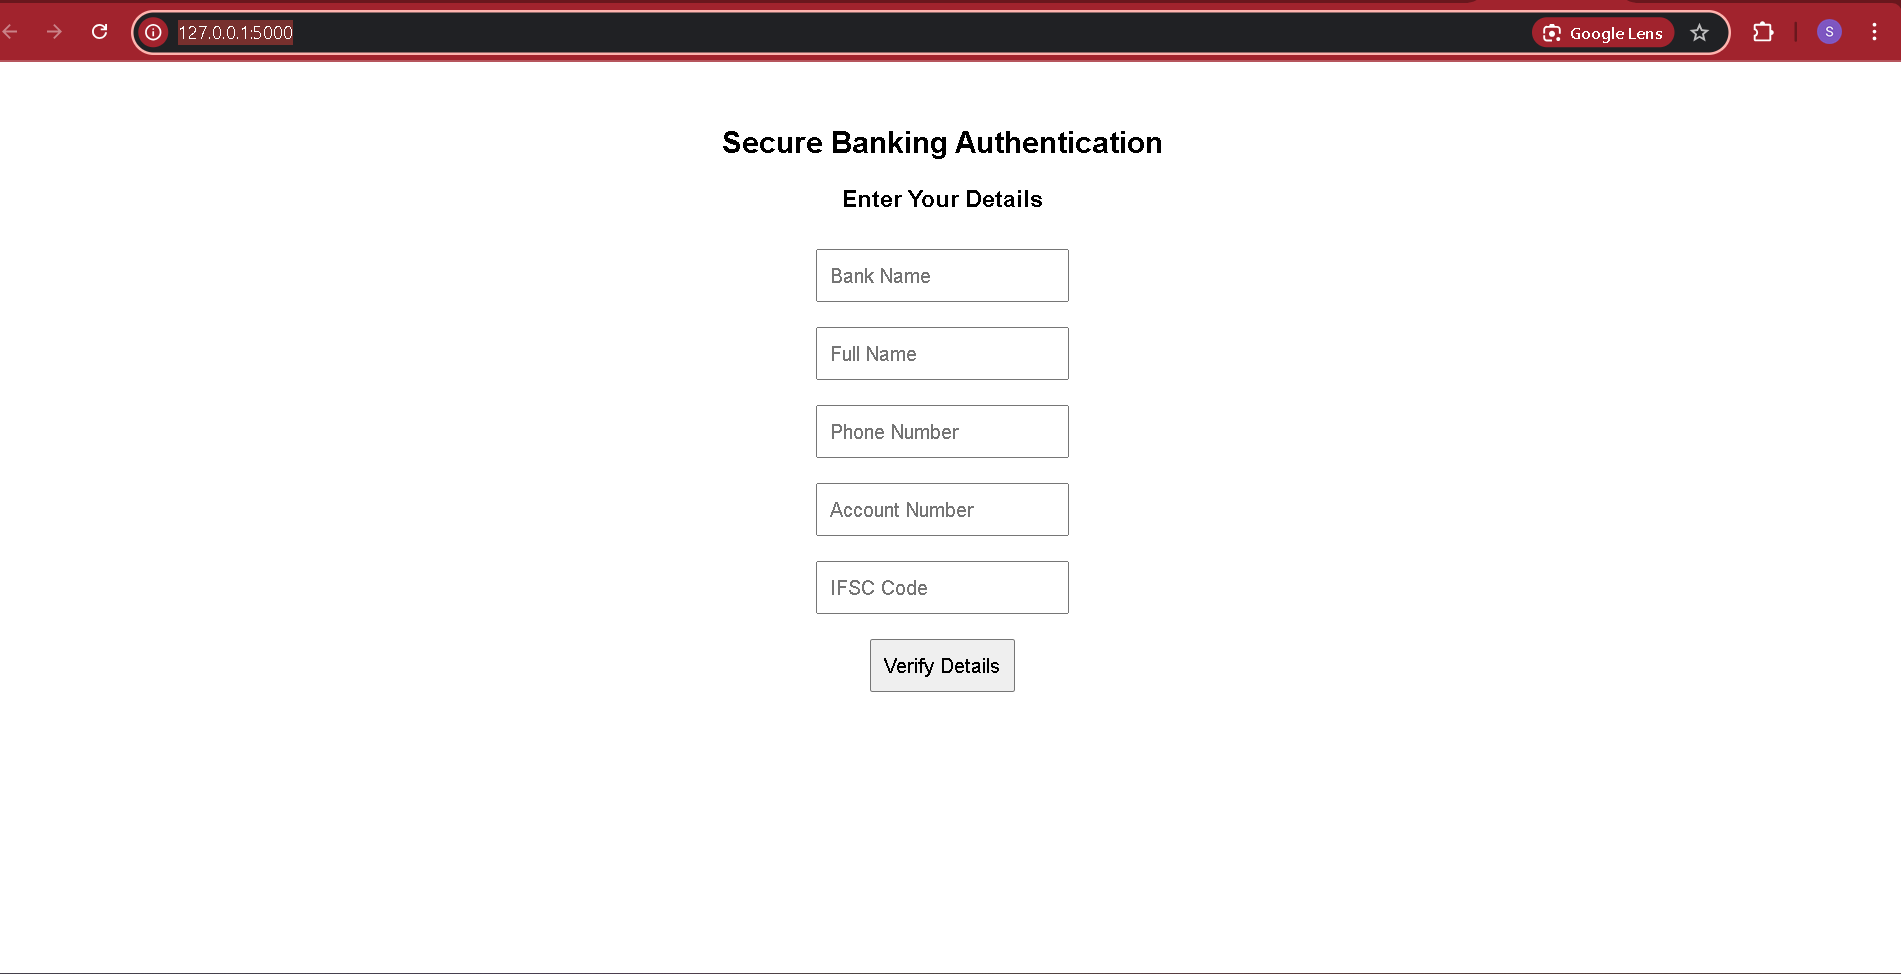 127.0.0.1:5000
Google Lens
S
Secure Banking Authentication
Enter Your Details
Bank Name
Full Name
Phone Number
Account Number
IFSC Code
Verify Details